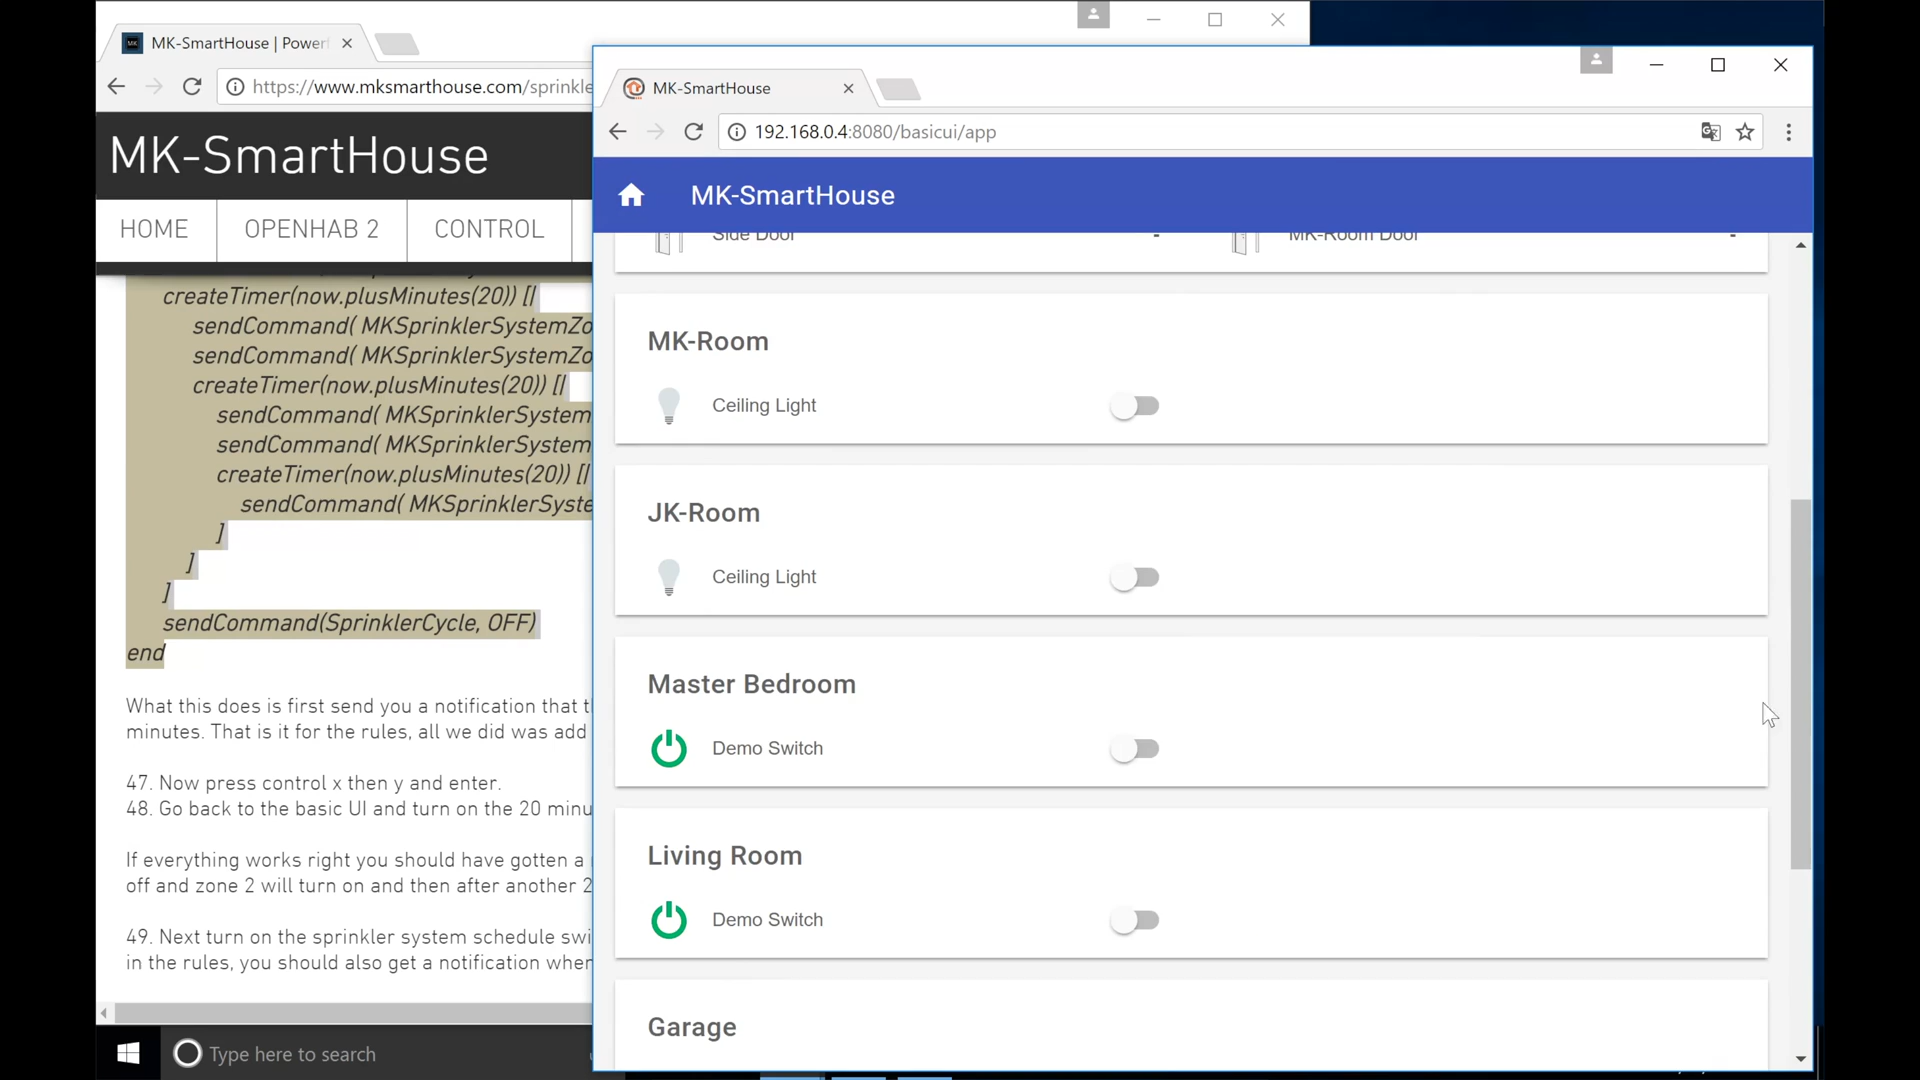 MK-SmartHouse | Power
https://www.mksmarthouse.com/sprinkle
MK-SmartHouse
HOME
OPENHAB 2
CONTROL
createTimer(now.plusMinutes(20)) [|
sendCommand( MKSprinklerSystemZo
sendCommand( MKSprinklerSystemZo
createTimer(now.plusMinutes(20)) [|
sendCommand( MKSprinklerSystem
sendCommand( MKSprinklerSystem
createTimer(now.plusMinutes(20)) [|
sendCommand( MKSprinklerSyste
]
]
]
sendCommand(SprinklerCycle, OFF)
end
What this does is first send you a notification that t
minutes. That is it for the rules, all we did was add
47. Now press control x then y and enter.
48. Go back to the basic UI and turn on the 20 minu
If everything works right you should have gotten a
off and zone 2 will turn on and then after another 2
49. Next turn on the sprinkler system schedule swi
in the rules, you should also get a notification when
Type here to search
MK-SmartHouse
192.168.0.4:8080/basicui/app
MK-SmartHouse
Side Door -
MK-Room Door -
MK-Room
Ceiling Light
JK-Room
Ceiling Light
Master Bedroom
Demo Switch
Living Room
Demo Switch
Garage